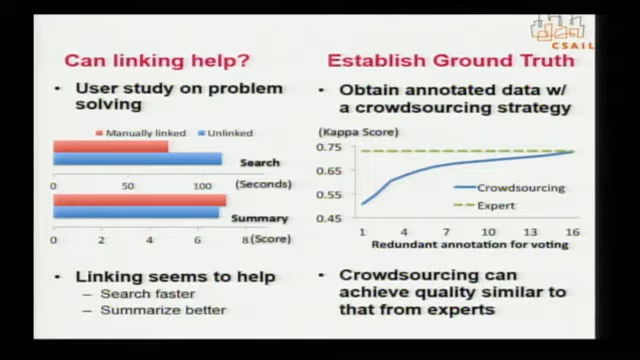 CSAIL
Can linking help?
• User study on problem
solving
Manually linked Unlinked
Search
0 50 100 (Seconds)
Summary
0 2 4 6 8 (Score)
• Linking seems to help
– Search faster
– Summarize better
Establish Ground Truth
• Obtain annotated data w/
a crowdsourcing strategy
(Kappa Score)
0.75
0.65
0.55
0.45
Crowdsourcing
Expert
1 4 7 10 13 16
Redundant annotation for voting
• Crowdsourcing can
achieve quality similar to
that from experts